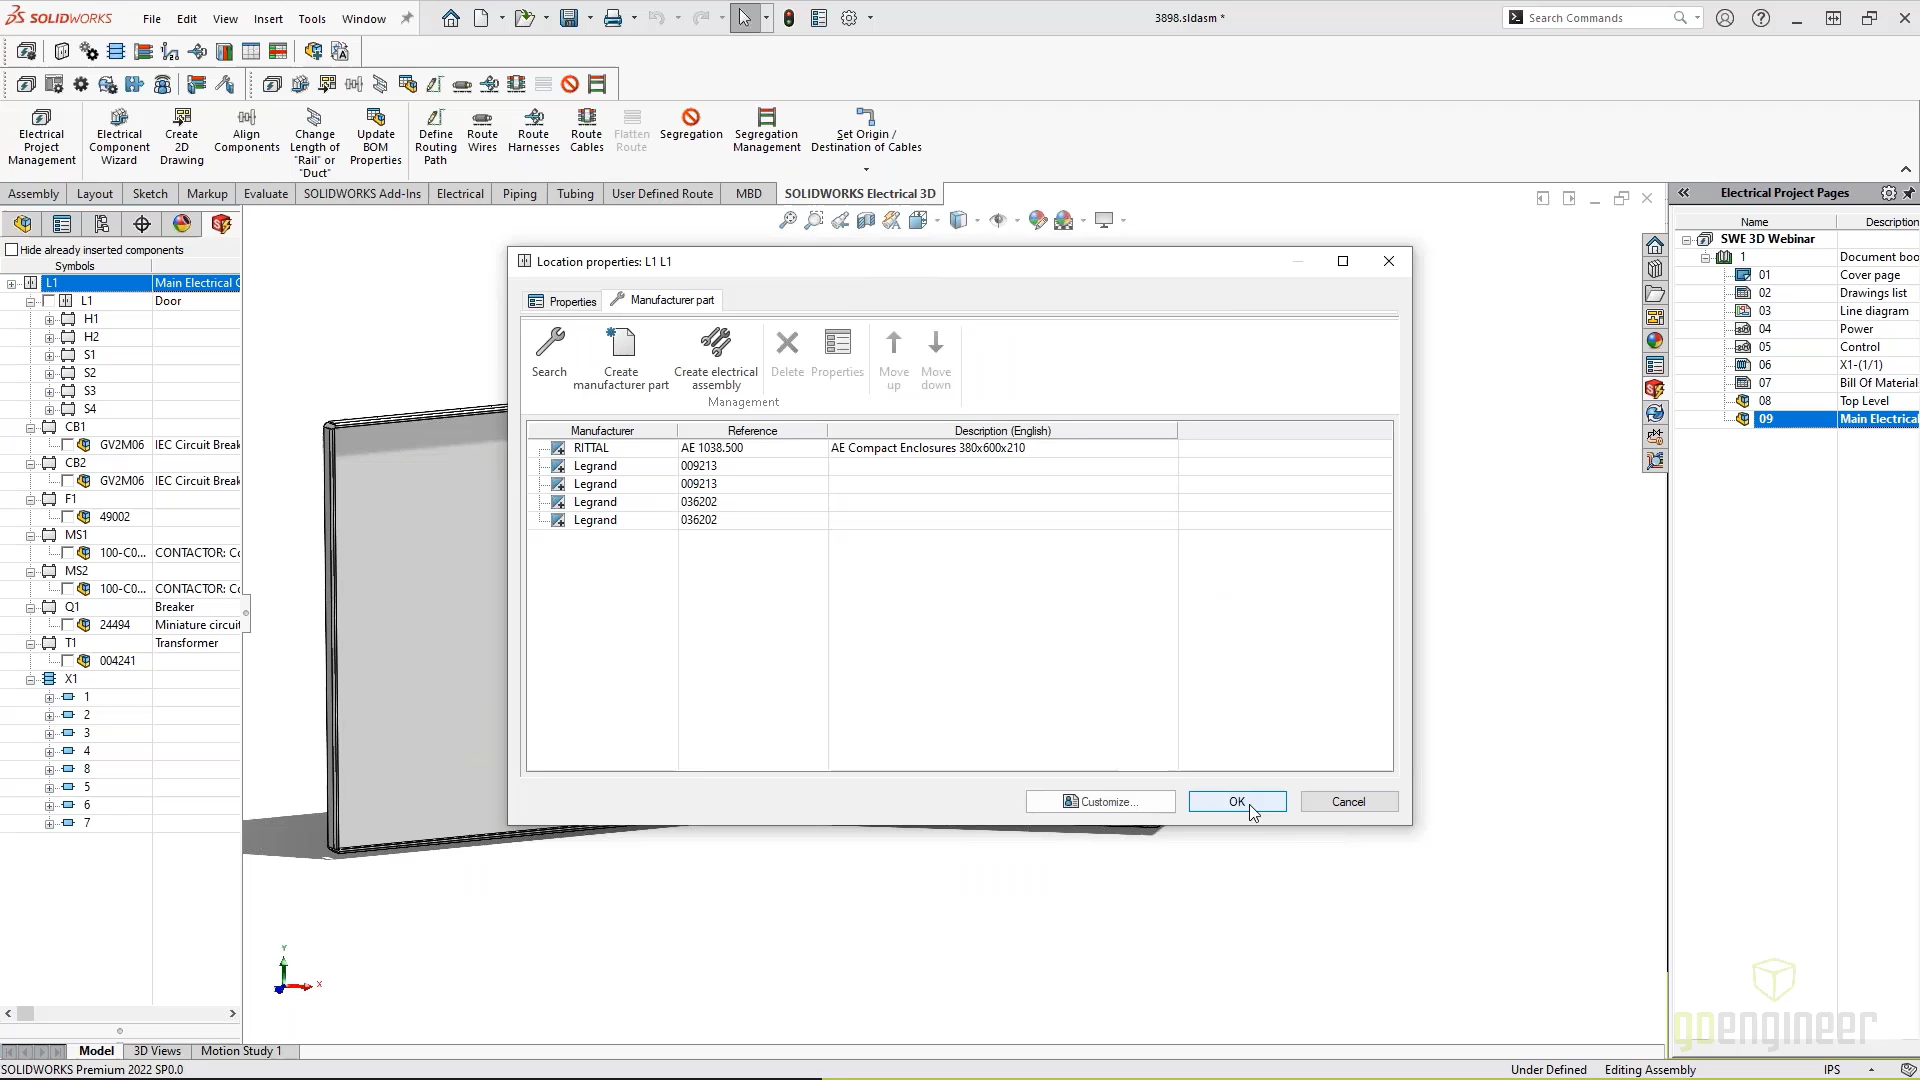 SOLIDWORKS File Edit View Insert Tools Window 3898.sldasm * Search Commands
Electrical Project Management
Electrical Component Wizard
Create 2D Drawing
Align Components
Change Length of "Rail" or "Duct"
Update BOM Properties
Define Routing Path
Route Wires
Route Harnesses
Route Cables
Flatten Route
Segregation
Segregation Management
Set Origin / Destination of Cables
Assembly Layout Sketch Markup Evaluate SOLIDWORKS Add-Ins Electrical Piping Tubing User Defined Route MBD SOLIDWORKS Electrical 3D
Hide already inserted components
Symbols
L1 Main Electrical C
L1 Door
H1
H2
S1
S2
S3
S4
CB1
GV2M06 IEC Circuit Break
CB2
GV2M06 IEC Circuit Break
F1
49002
MS1
100-C0... CONTACTOR: Co
MS2
100-C0... CONTACTOR: Co
Q1 Breaker
24494 Miniature circuit
T1 Transformer
004241
X1
1
2
3
4
8
5
6
7
Location properties: L1 L1
Properties Manufacturer part
Search
Create manufacturer part
Create electrical assembly
Delete
Properties
Move up
Move down
Management
Manufacturer Reference Description (English)
RITTAL AE 1038.500 AE Compact Enclosures 380x600x210
Legrand 009213
Legrand 009213
Legrand 036202
Legrand 036202
Customize... OK Cancel
Electrical Project Pages
Name Description
SWE 3D Webinar
1 Document boo
01 Cover page
02 Drawings list
03 Line diagram
04 Power
05 Control
06 X1-(1/1)
07 Bill Of Material
08 Top Level
09 Main Electrical
Y
X
goengineer
Model 3D Views Motion Study 1
SOLIDWORKS Premium 2022 SP0.0 Under Defined Editing Assembly IPS